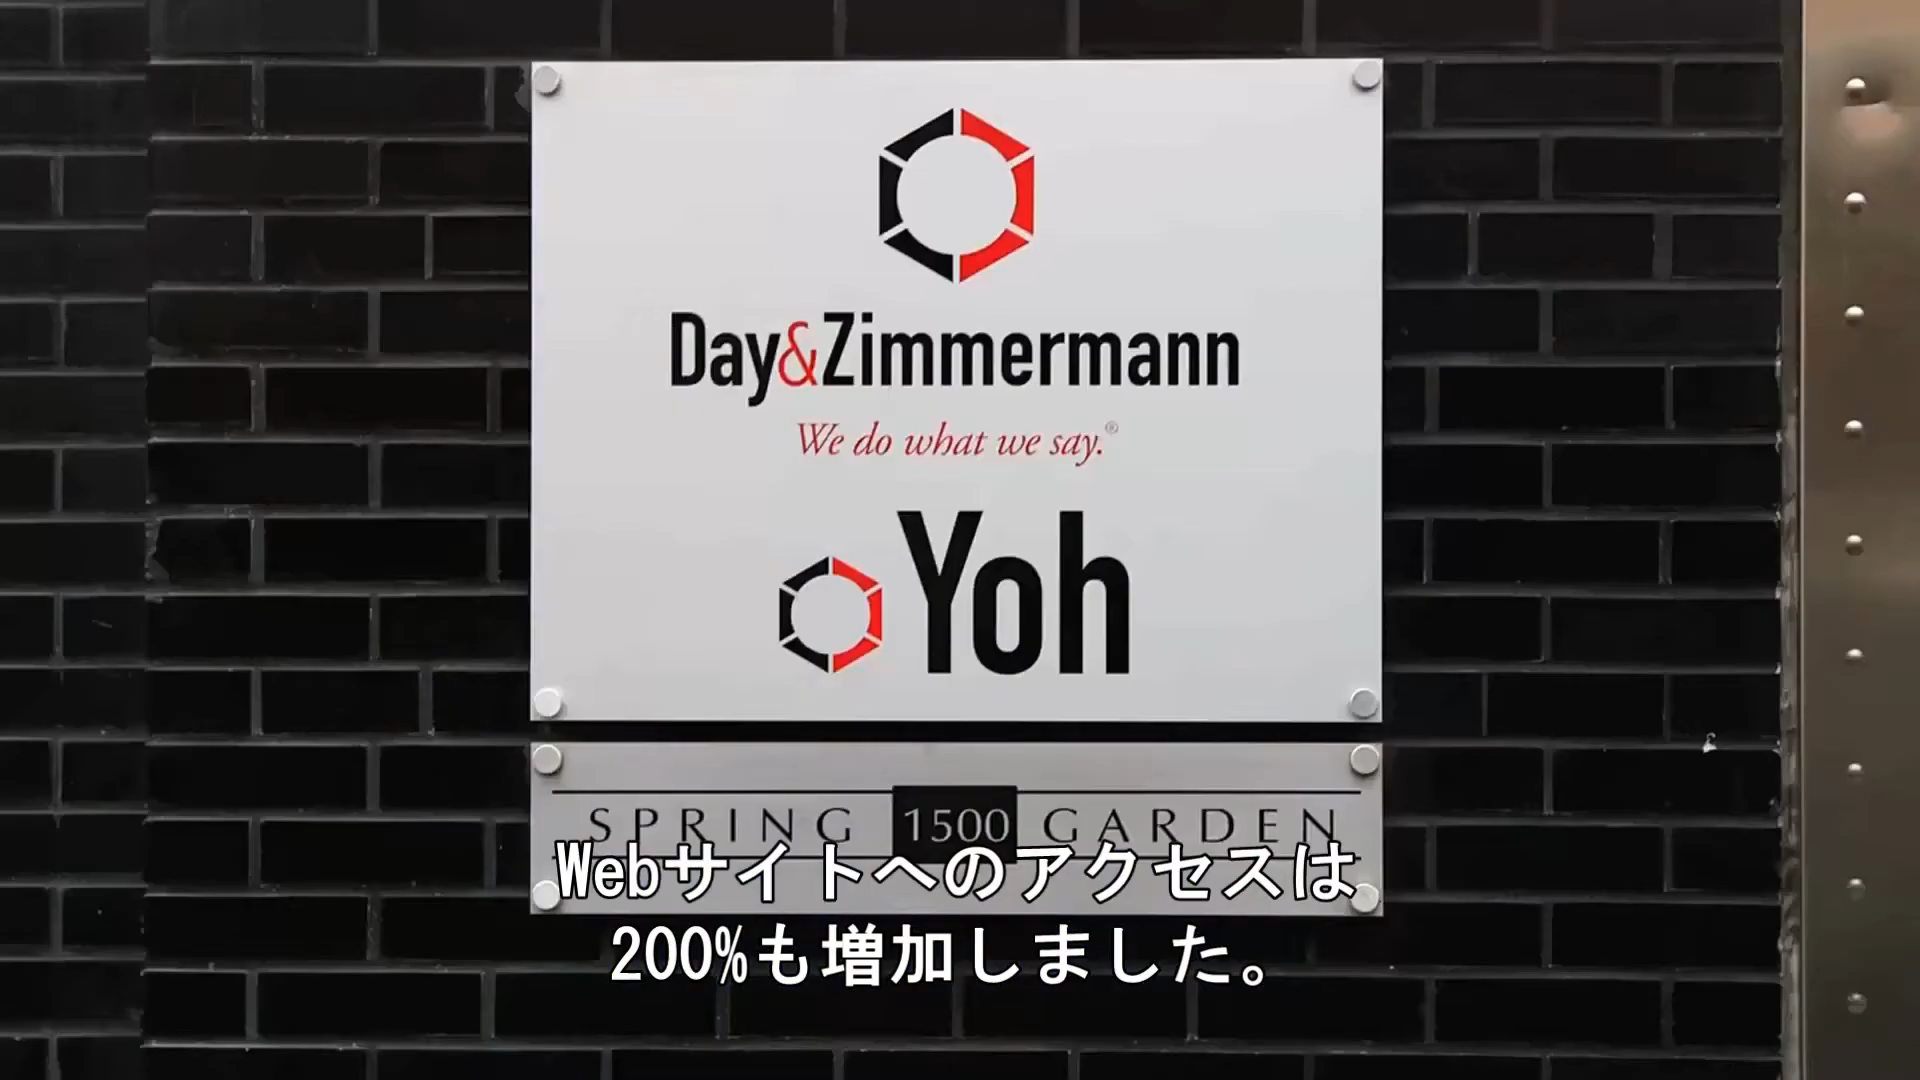 Day&Zimmermann
We do what we say.®
Yoh
SPRING 1500 GARDEN
Webサイトへのアクセスは
200%も増加しました。